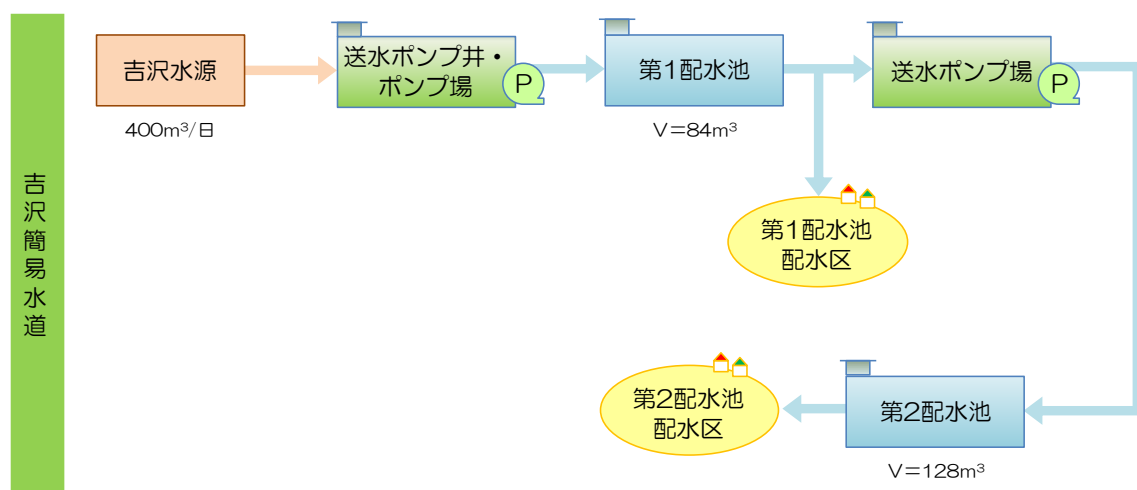 吉沢簡易水道
吉沢水源
400m³/日
送水ポンプ井・
ポンプ場
P
第1配水池
V=84m³
送水ポンプ場
P
第1配水池
配水区
第2配水池
配水区
第2配水池
V=128m³